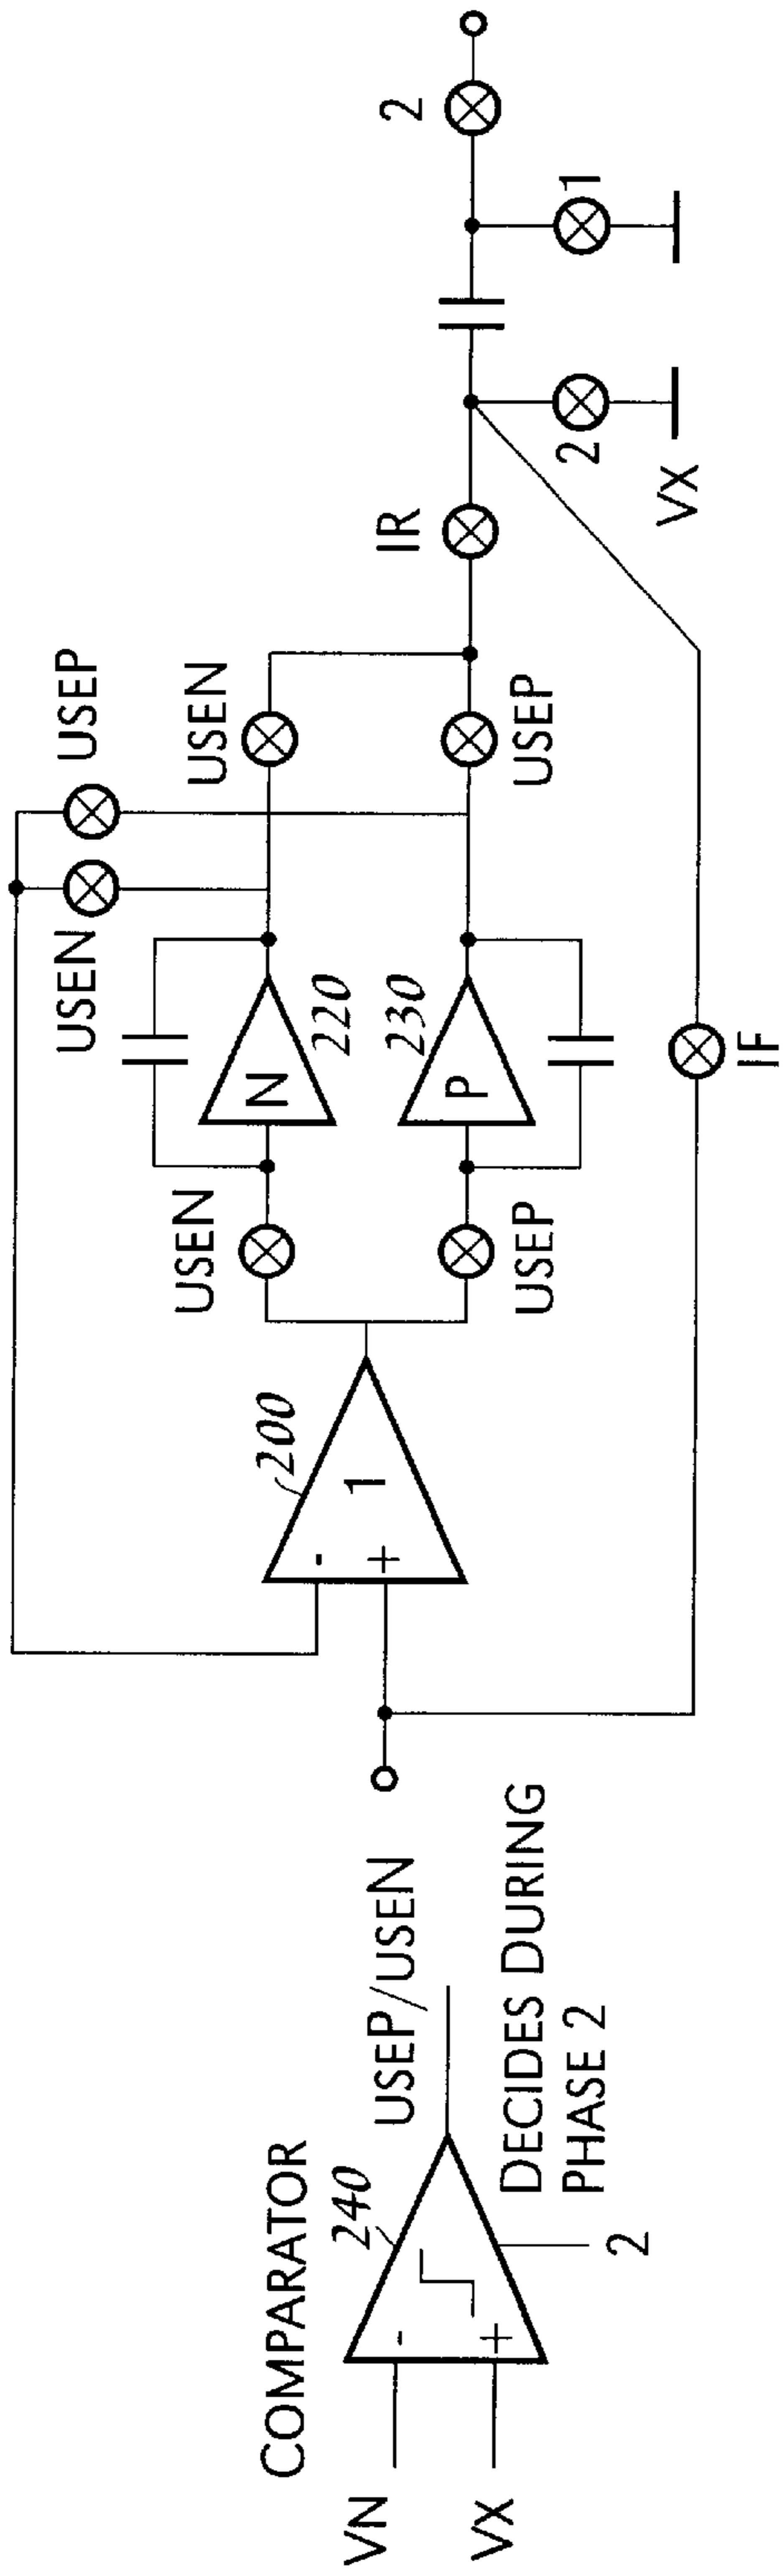 COMPARATOR
240
VN
-
VX
+
2
USEP/USEN
DECIDES DURING
PHASE 2
200
-
+
1
USEN
USEP
USEN
USEP
N
220
P
230
USEN
USEP
IR
IF
2
VX
1
2